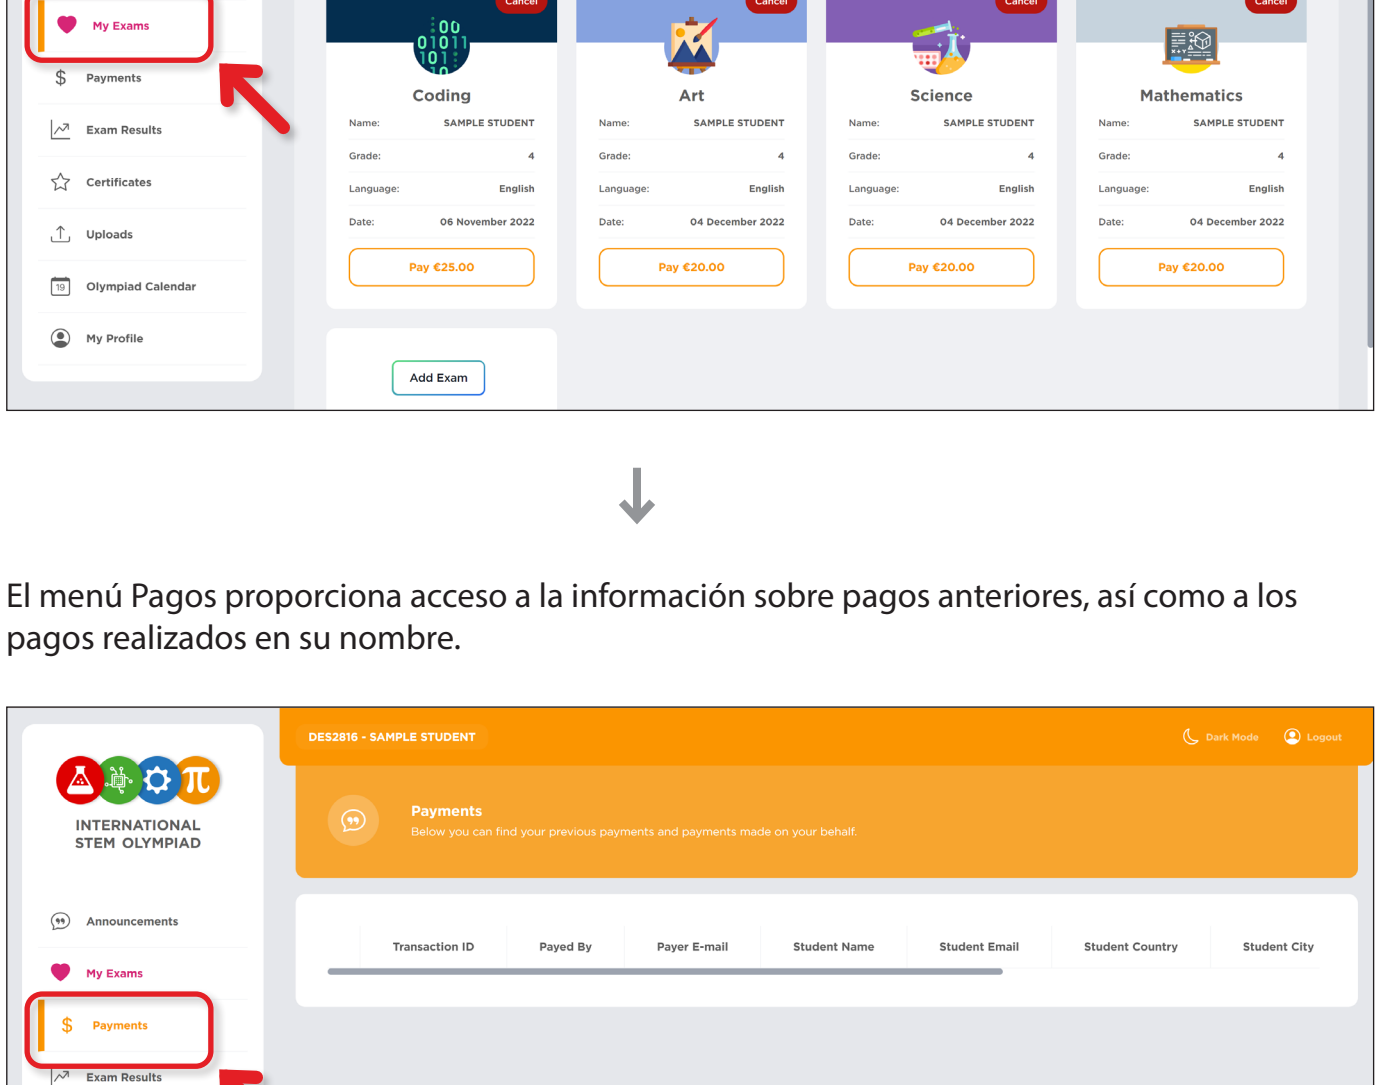 My Exams
Payments
Exam Results
Certificates
Uploads
19
Olympiad Calendar
My Profile
Cancel
Cancel
Cancel
Cancel
Coding
Name: SAMPLE STUDENT
Grade: 4
Language: English
Date: 06 November 2022
Pay €25.00
Art
Name: SAMPLE STUDENT
Grade: 4
Language: English
Date: 04 December 2022
Pay €20.00
Science
Name: SAMPLE STUDENT
Grade: 4
Language: English
Date: 04 December 2022
Pay €20.00
Mathematics
Name: SAMPLE STUDENT
Grade: 4
Language: English
Date: 04 December 2022
Pay €20.00
Add Exam
El menú Pagos proporciona acceso a la información sobre pagos anteriores, así como a los
pagos realizados en su nombre.
INTERNATIONAL
STEM OLYMPIAD
Announcements
My Exams
Payments
Exam Results
DES2816 - SAMPLE STUDENT
Dark Mode
Logout
Payments
Below you can find your previous payments and payments made on your behalf.
Transaction ID Payed By Payer E-mail Student Name Student Email Student Country Student City